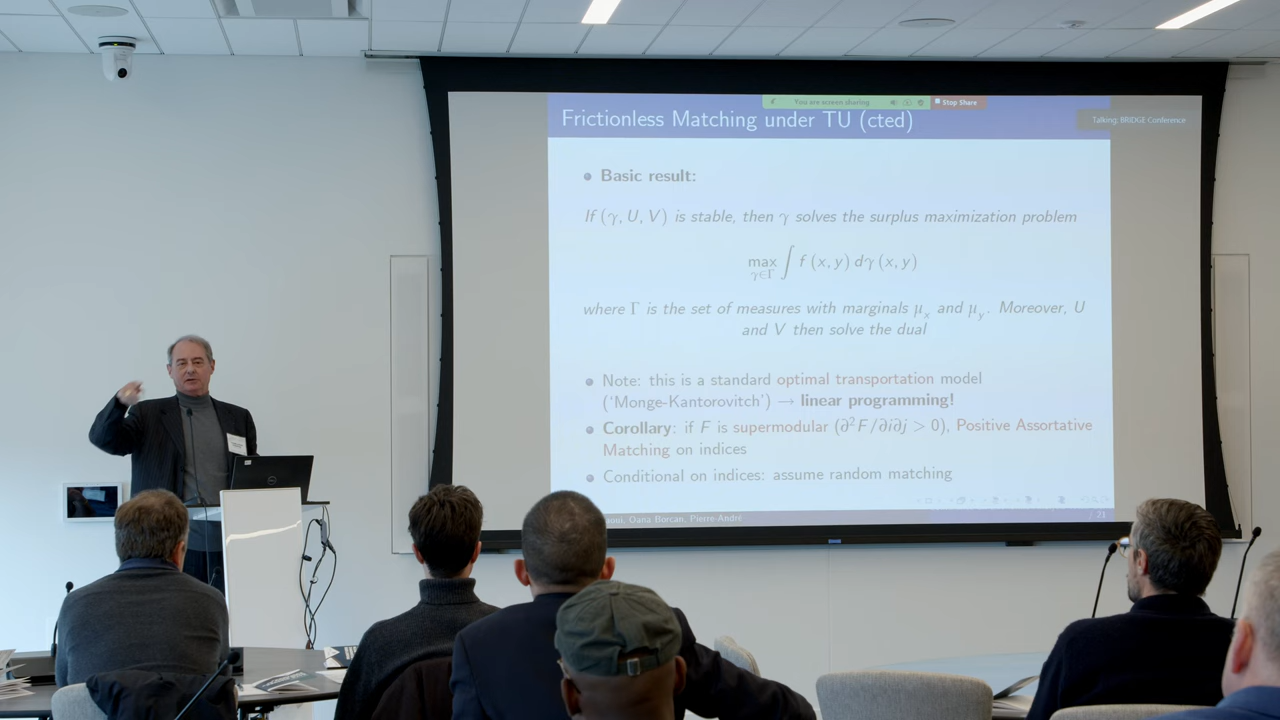 You are screen sharing
Stop Share
Frictionless Matching under TU (cted)
Talking: BRIDGE Conference
Basic result:
If (γ, U, V) is stable, then γ solves the surplus maximization problem
max γ∈Γ ∫ f (x, y) dγ (x, y)
where Γ is the set of measures with marginals μx and μy. Moreover, U
and V then solve the dual
Note: this is a standard optimal transportation model
('Monge-Kantorovitch') → linear programming!
Corollary: if F is supermodular (∂²F/∂i∂j > 0), Positive Assortative
Matching on indices
Conditional on indices: assume random matching
Oana Borcan, Pierre-André
/ 21
DELL